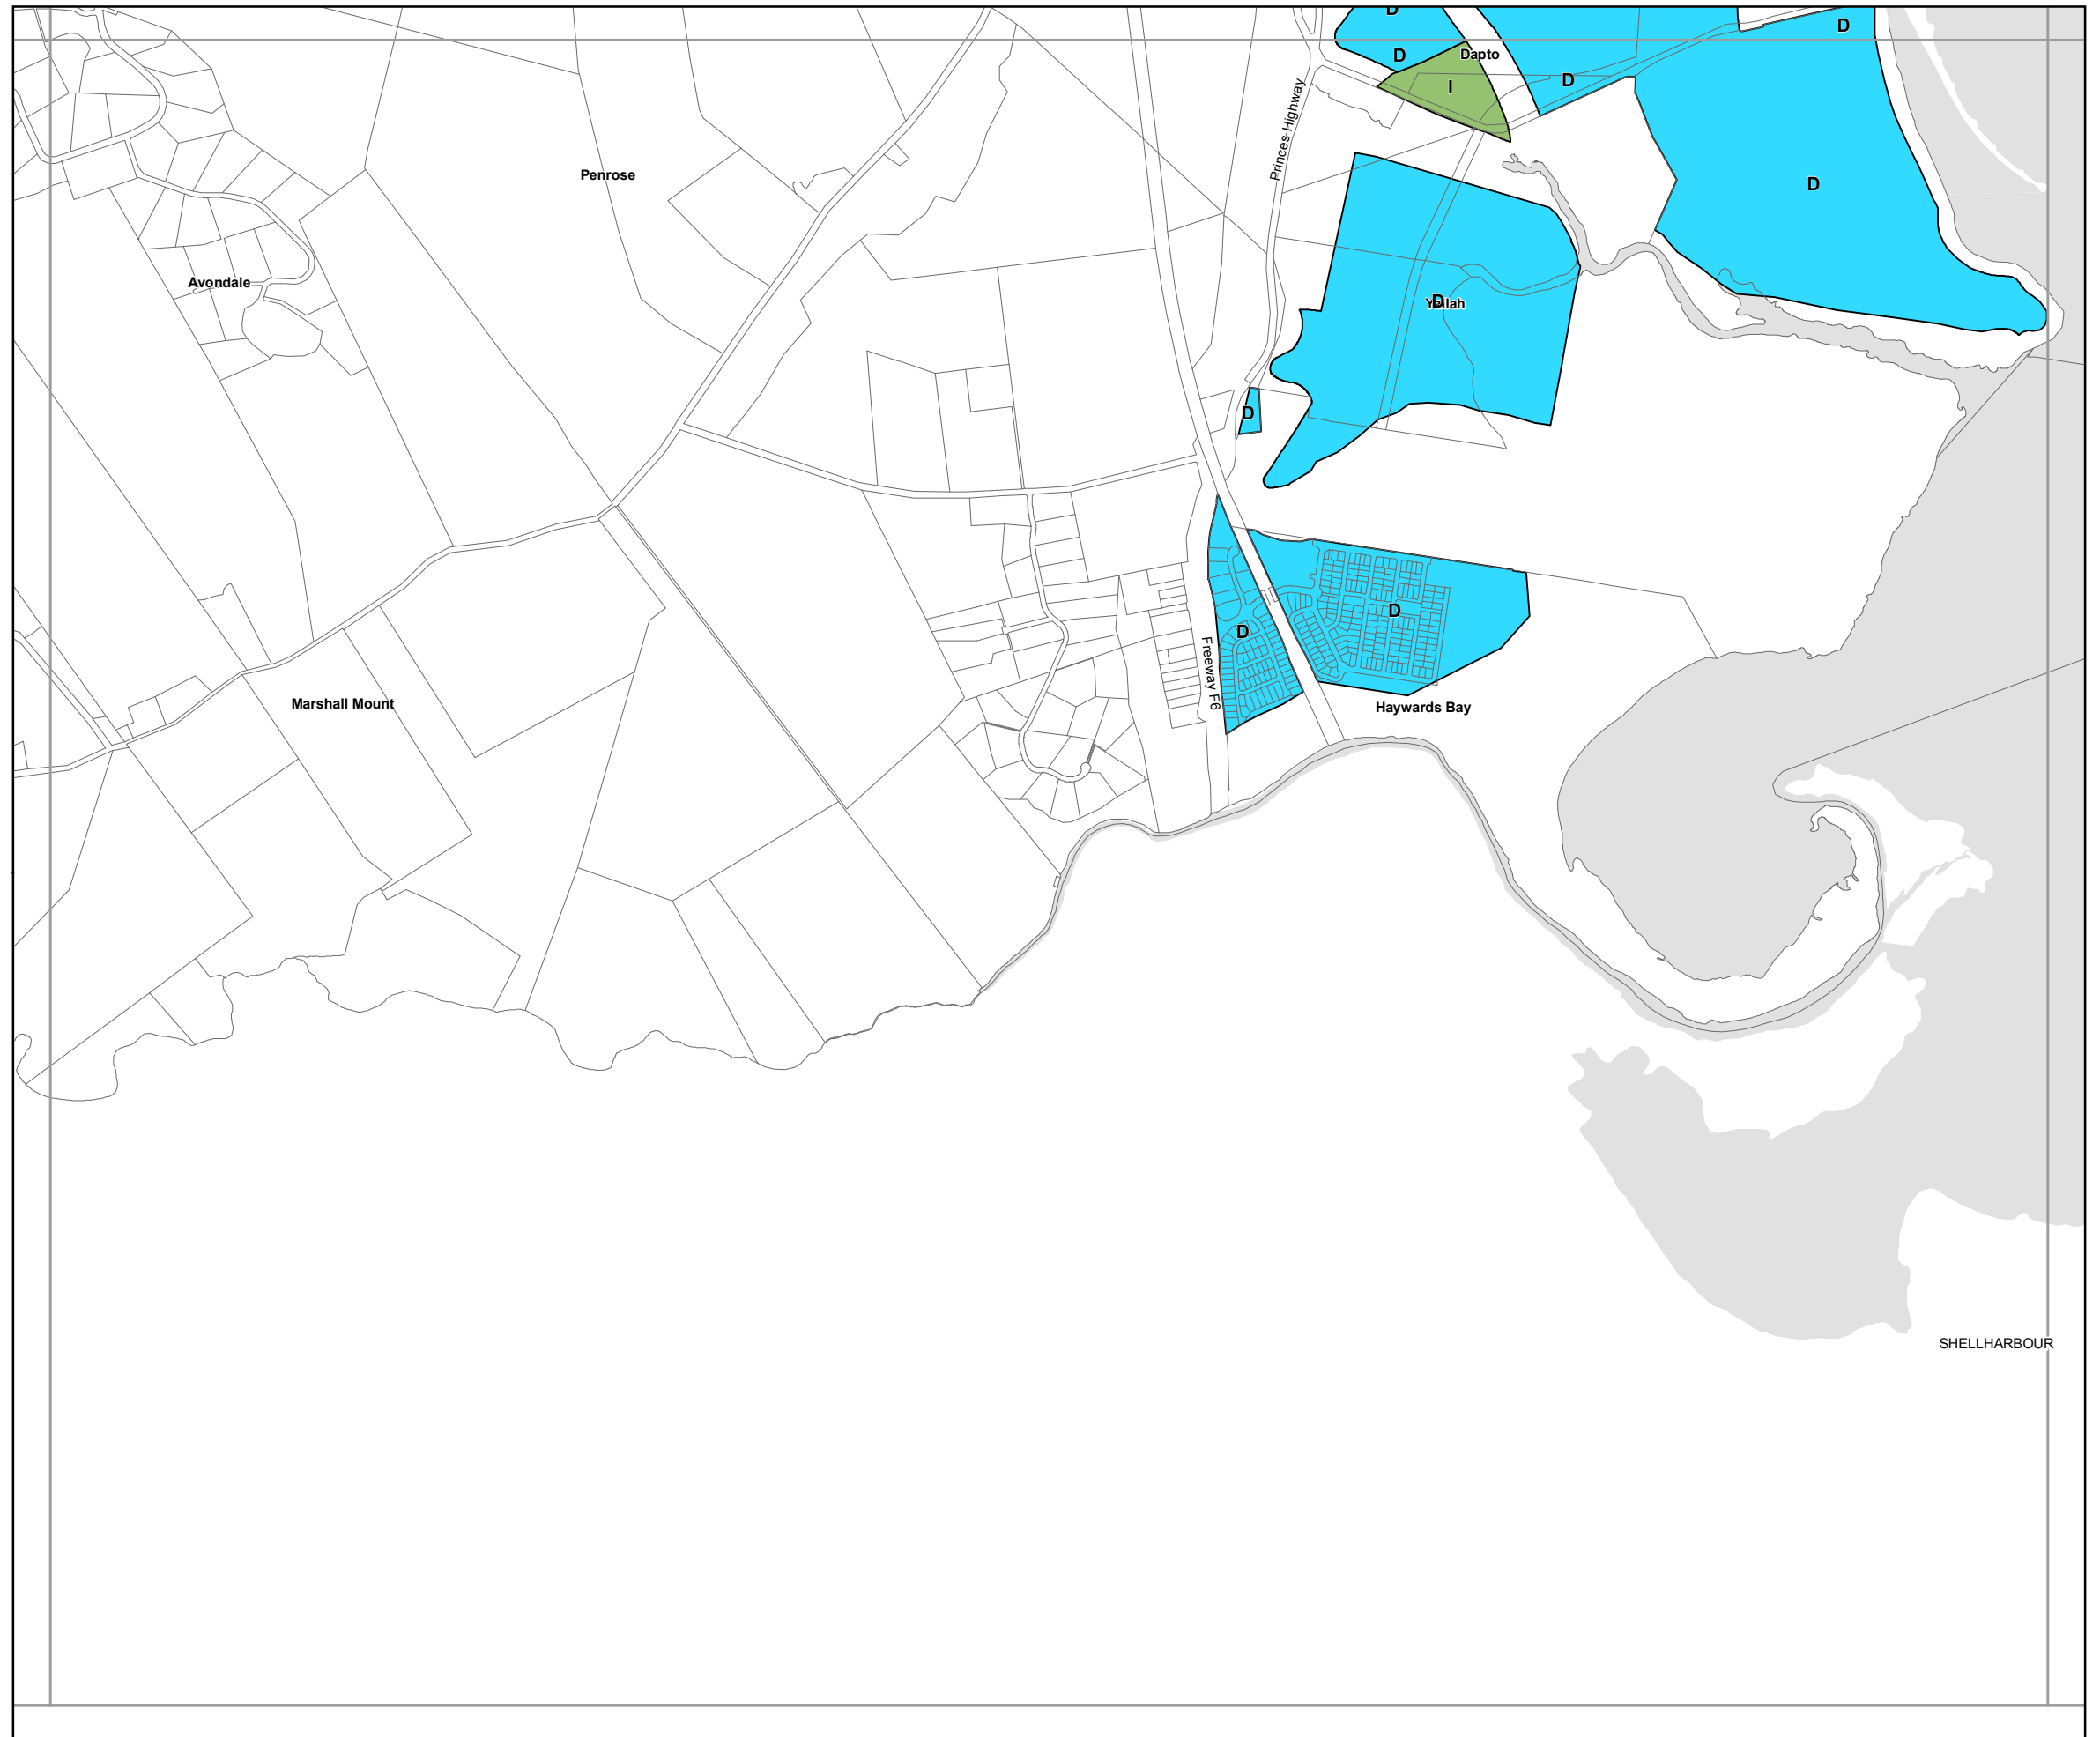 D
D
D
Dapto
D
I
Princes Highway
Penrose
D
Avondale
D
Yallah
D
D
D
Freeway F6
Marshall Mount
Haywards Bay
SHELLHARBOUR